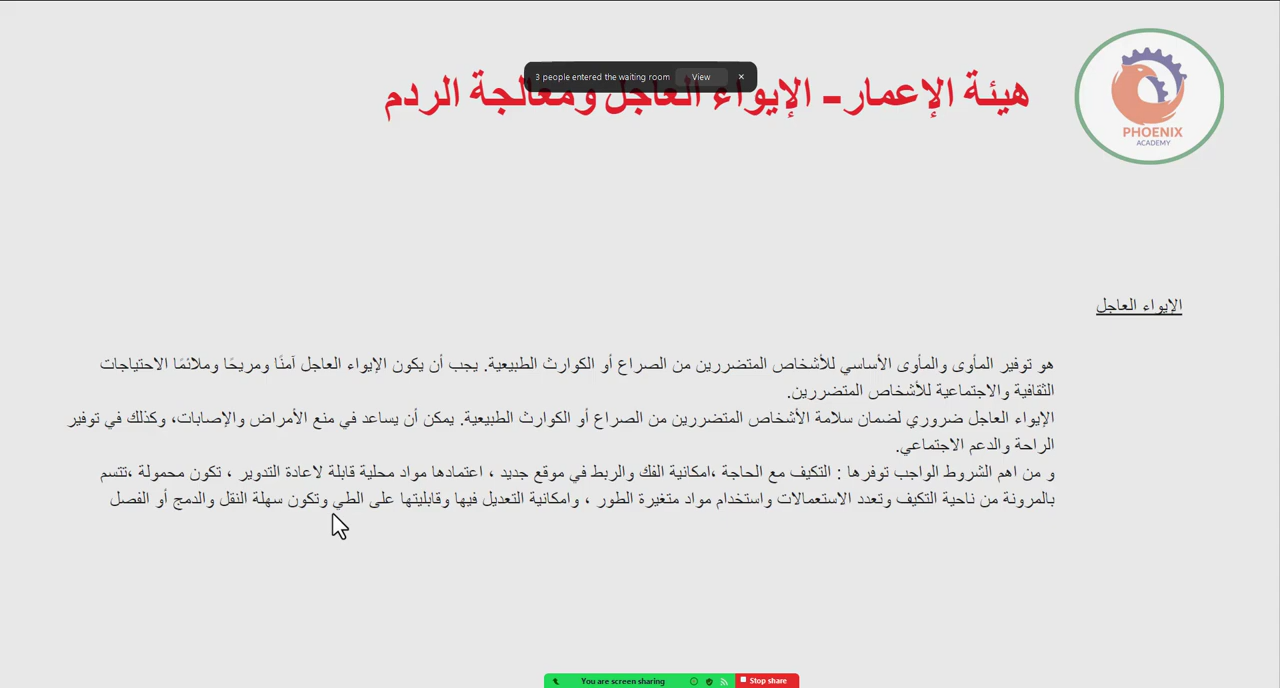 3 people entered the waiting room View ×
هيئة الإعمار- الإيواء العاجل ومعالجة الردم
PHOENIX
ACADEMY
الإيواء العاجل
هو توفير المأوى والمأوى الأساسي للأشخاص المتضررين من الصراع أو الكوارث الطبيعية. يجب أن يكون الإيواء العاجل آمنًا ومريحًا وملائمًا الاحتياجات
الثقافية والاجتماعية للأشخاص المتضررين.
الإيواء العاجل ضروري لضمان سلامة الأشخاص المتضررين من الصراع أو الكوارث الطبيعية. يمكن أن يساعد في منع الأمراض والإصابات، وكذلك في توفير
الراحة والدعم الاجتماعي.
و من اهم الشروط الواجب توفرها : التكيف مع الحاجة ،امكانية الفك والربط في موقع جديد ، اعتمادها مواد محلية قابلة لاعادة التدوير ، تكون محمولة ،تتسم
بالمرونة من ناحية التكيف وتعدد الاستعمالات واستخدام مواد متغيرة الطور ، وامكانية التعديل فيها وقابليتها على الطي وتكون سهلة النقل والدمج أو الفصل
You are screen sharing Stop share